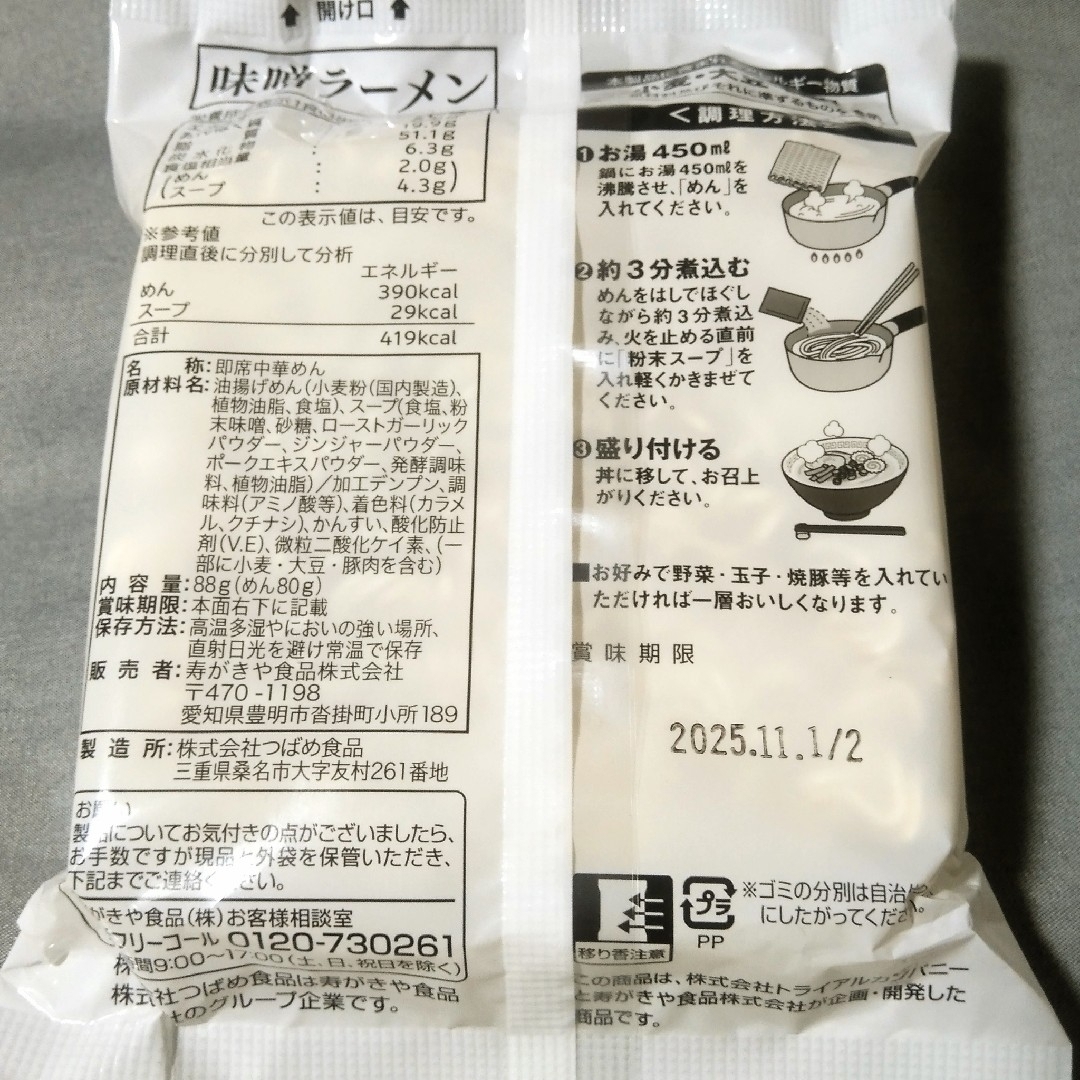 開け口
味噌ラーメン
19.9g
炭水化物 : 51.1g
食塩相当量 : 6.3g
(めん : 2.0g)
(スープ : 4.3g)
この表示値は、目安です。
※参考値
調理直後に分別して分析
エネルギー
めん 390kcal
スープ 29kcal
合計 419kcal
名称:即席中華めん
原材料名:油揚げめん(小麦粉(国内製造)、
植物油脂、食塩)、スープ(食塩、粉
末味噌、砂糖、ローストガーリック
パウダー、ジンジャーパウダー、
ポークエキスパウダー、発酵調味
料、植物油脂)/加工デンプン、調
味料(アミノ酸等)、着色料(カラメ
ル、クチナシ)、かんすい、酸化防止
剤(V.E)、微粒二酸化ケイ素、(一
部に小麦・大豆・豚肉を含む)
内容量:88g(めん80g)
賞味期限:本面右下に記載
保存方法:高温多湿やにおいの強い場所、
直射日光を避け常温で保存
販売者:寿がきや食品株式会社
〒470-1198
愛知県豊明市沓掛町小所189
製造所:株式会社つばめ食品
三重県桑名市大字友村261番地
製品についてお気付きの点がございましたら、
お手数ですが現品と外袋を保管いただき、
下記までご連絡ください。
がきや食品(株)お客様相談室
フリーコール 0120-730261
時間9:00〜17:00(土、日、祝日を除く)
株式会社つばめ食品は寿がきや食品
のグループ企業です。
小麦・大豆
ルギー物質
<調理方法
1 お湯450㎖
鍋にお湯450㎖を
沸騰させ、「めん」を
入れてください。
2 約3分煮込む
めんをはしでほぐし
ながら約3分煮込
み、火を止める直前
に「粉末スープ」を
入れ軽くかきまぜて
ください。
3 盛り付ける
丼に移して、お召上
がりください。
■お好みで野菜・玉子・焼豚等を入れてい
ただければ一層おいしくなります。
賞味期限
2025.11.1/2
移り香注意
プラ
PP
※ゴミの分別は自治
にしたがってくだ
この商品は、株式会社トライアルカンパニー
と寿がきや食品株式会社が企画・開発した
商品です。